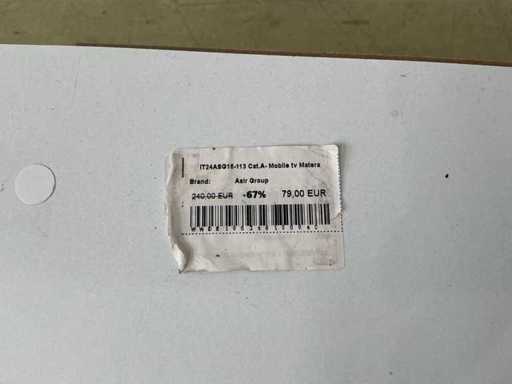 IT24ASG16-113 Cat.A- Mobile tv Matera
Brand: Asir Group
240,00 EUR -67% 79,00 EUR